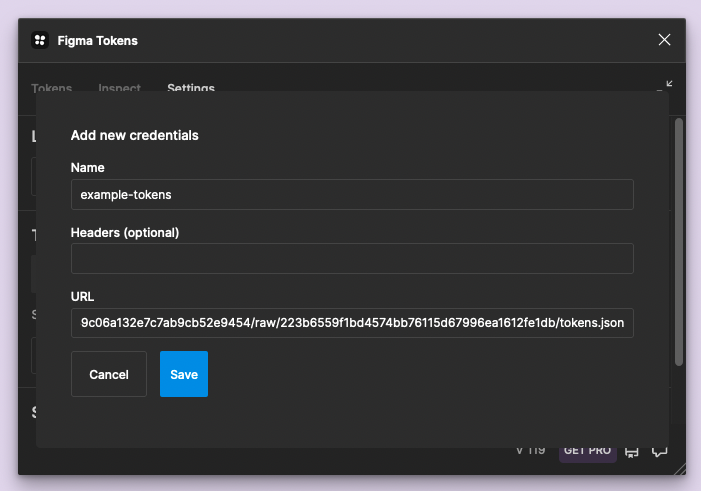 Figma Tokens
Tokens Inspect Settings
Add new credentials
Name
example-tokens
Headers (optional)
URL
9c06a132e7c7ab9cb52e9454/raw/223b6559f1bd4574bb76115d67996ea1612fe1db/tokens.json
Cancel Save
V 119 GET PRO